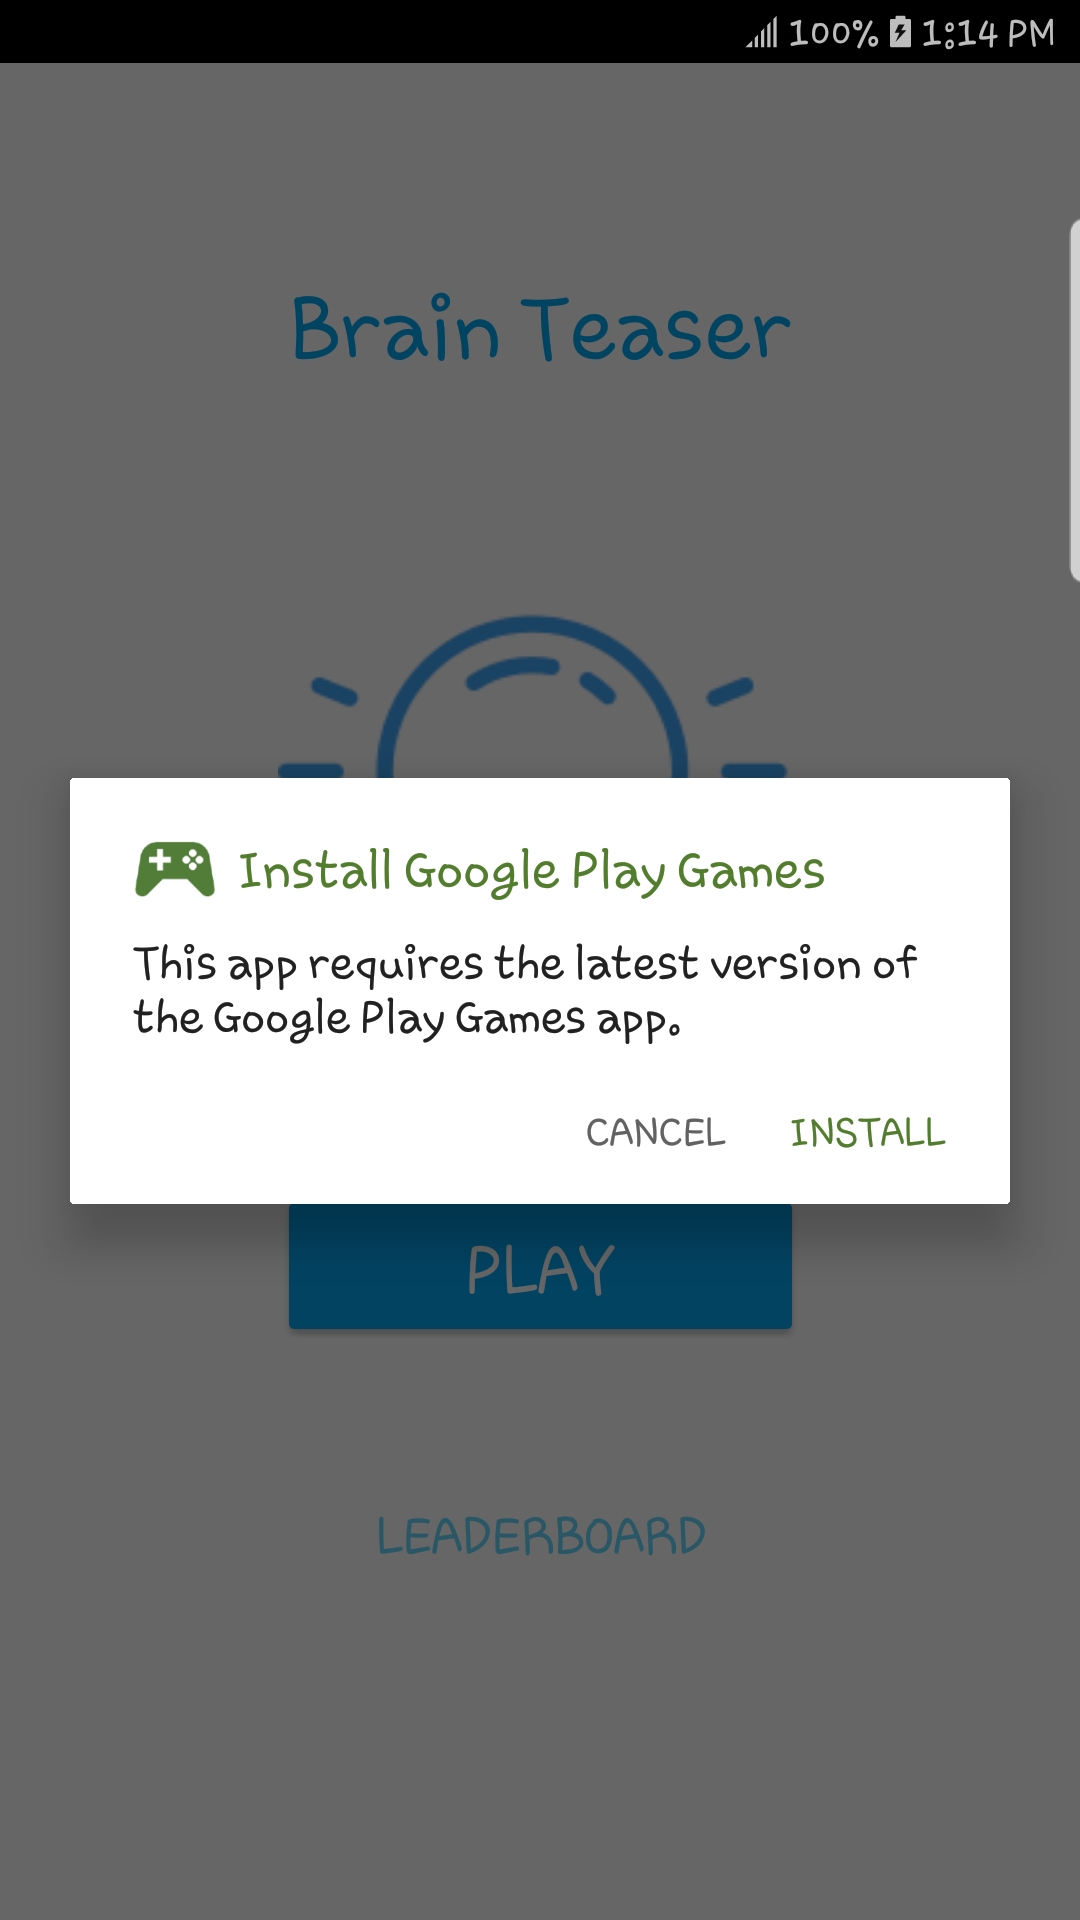 100% 1:14 PM
Brain Teaser
Install Google Play Games
This app requires the latest version of
the Google Play Games app.
CANCEL INSTALL
PLAY
LEADERBOARD